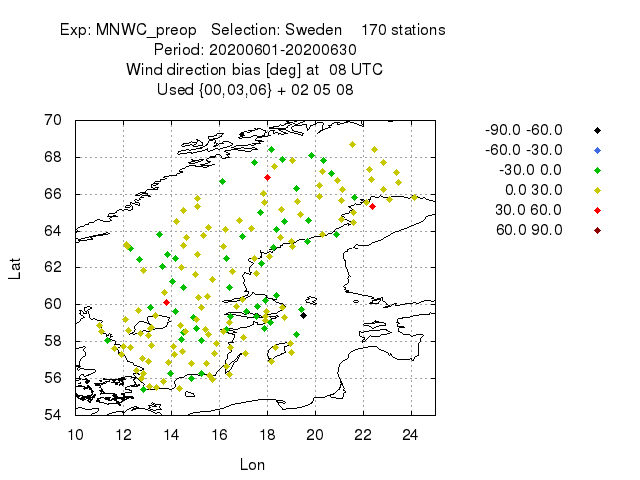 Exp: MNWC_preop   Selection: Sweden    170 stations
Period: 20200601-20200630
Wind direction bias [deg] at  08 UTC
Used {00,03,06} + 02 05 08
-90.0 -60.0
-60.0 -30.0
-30.0 0.0
0.0 30.0
30.0 60.0
60.0 90.0
70
68
66
64
62
60
58
56
54
Lat
10 12 14 16 18 20 22 24
Lon